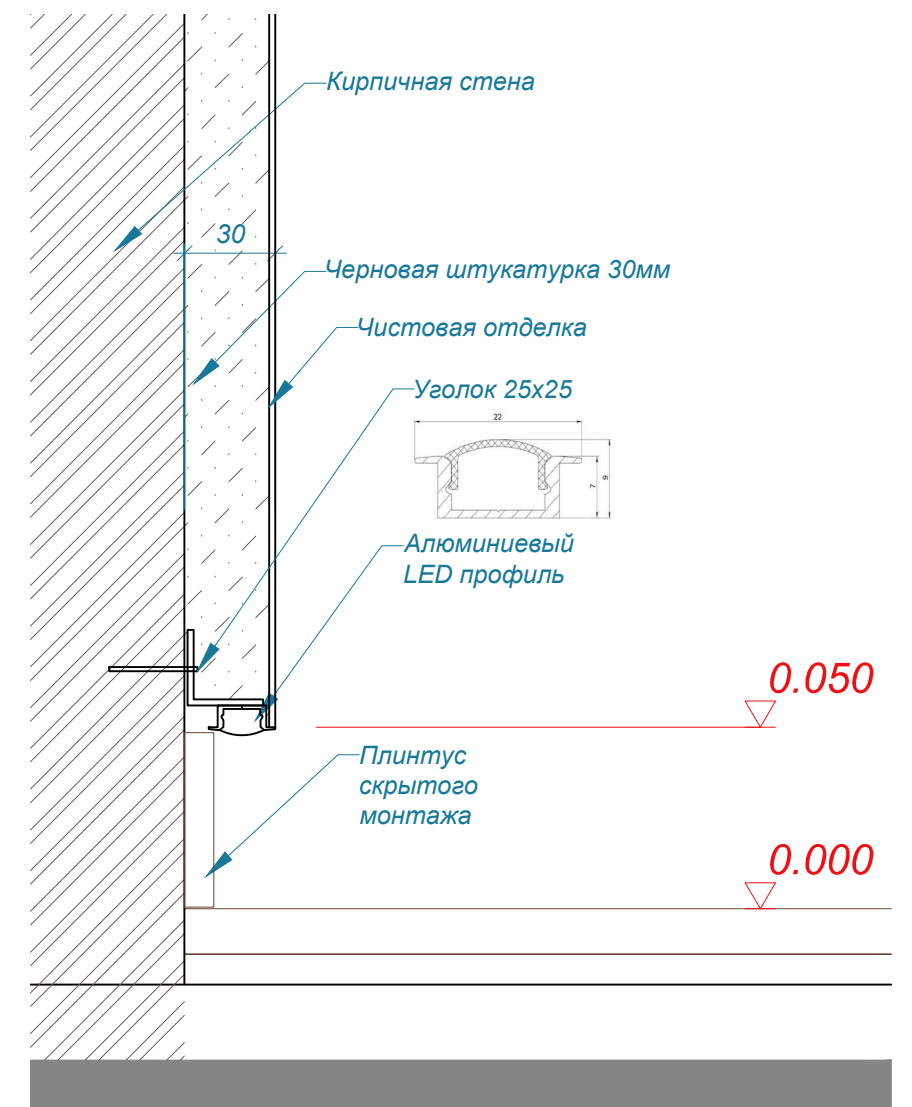 Кирпичная стена
30
Черновая штукатурка 30мм
Чистовая отделка
Уголок 25х25
22
7
9
Алюминиевый
LED профиль
0.050
Плинтус
скрытого
монтажа
0.000